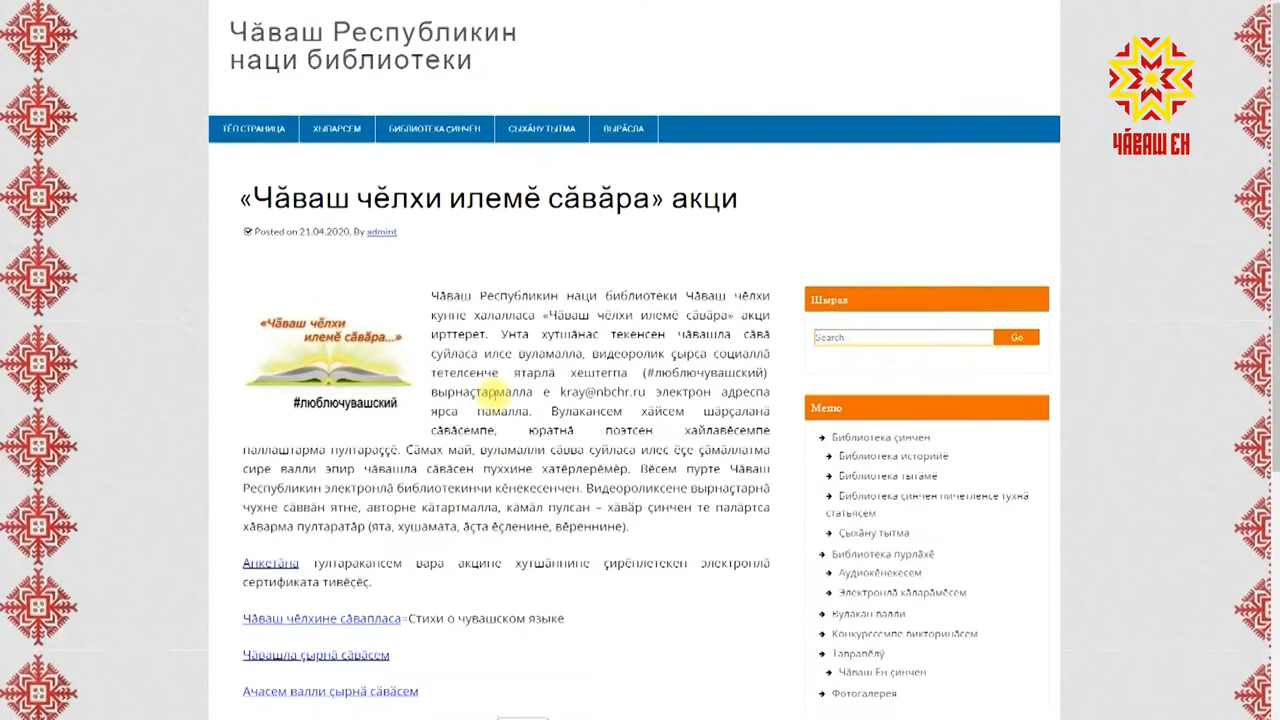 Чӑваш Республикин
наци библиотеки
ЧӐВАШ ЕН
ТӖП СТРАНИЦА
ХЫПАРСЕМ
БИБЛИОТЕКА ҪИНЧЕН
СЫХӐНУ ТЫТМА
ВЫРӐСЛА
«Чӑваш чӗлхи илемӗ сӑвӑра» акци
Posted on 21.04.2020, By admint
«Чӑваш чӗлхи
илемӗ сӑвӑра...»
#люблючувашский
Чӑваш Республикин наци библиотеки Чӑваш чӗлхи
кунне халалласа «Чӑваш чӗлхи илемӗ сӑвӑра» акци
ирттерет. Унта хутшӑнас текенсен чӑвашла сӑвӑ
суйласа илсе вуламалла, видеоролик ҫырса социаллӑ
тетелсенче ятарлӑ хештегпа (#люблючувашский)
вырнаҫтармалла е kray@nbchr.ru электрон адреспа
ярса памалла. Вулакансем хӑйсем шӑрҫаланӑ
сӑвӑсемпе, юратнӑ поэтсен хайлавӗсемпе
паллаштарма пултараҫҫӗ. Сӑмах май, вуламалли сӑвва суйласа илес ӗҫе ҫӑмӑллатма
сире валли эпир чӑвашла сӑвӑсен пуххине хатӗрлерӗмӗр. Вӗсем пурте Чӑваш
Республикин электронлӑ библиотекинчи кӗнекесенчен. Видеороликсене вырнаҫтарнӑ
чухне сӑввӑн ятне, авторне кӑтартмалла, кӑмӑл пулсан – хӑвӑр ҫинчен те палӑртса
хӑварма пултаратӑр (ята, хушамата, ӑҫта ӗҫленине, вӗреннине).
Анкетӑна тултаракансем вара акцине хутшӑннине ҫирӗплетекен электронлӑ
сертификата тивӗҫӗҫ.
Чӑваш чӗлхине сӑвапласа=Стихи о чувашском языке
Чӑвашла ҫырнӑ сӑвӑсем
Ачасем валли ҫырнӑ сӑвӑсем
Шырав
Search...
Go
Меню
Библиотека ҫинчен
Библиотека историйӗ
Библиотека тытӑмӗ
Библиотека ҫинчен пичетленсе тухнӑ
статьясем
Ҫыхӑну тытма
Библиотека пурлӑхӗ
Аудиокӗнекесем
Электронлӑ кӑларӑмсем
Вулакан валли
Конкурссемпе викторинӑсем
Таврапӗлӳ
Чӑваш Ен ҫинчен
Фотогалерея